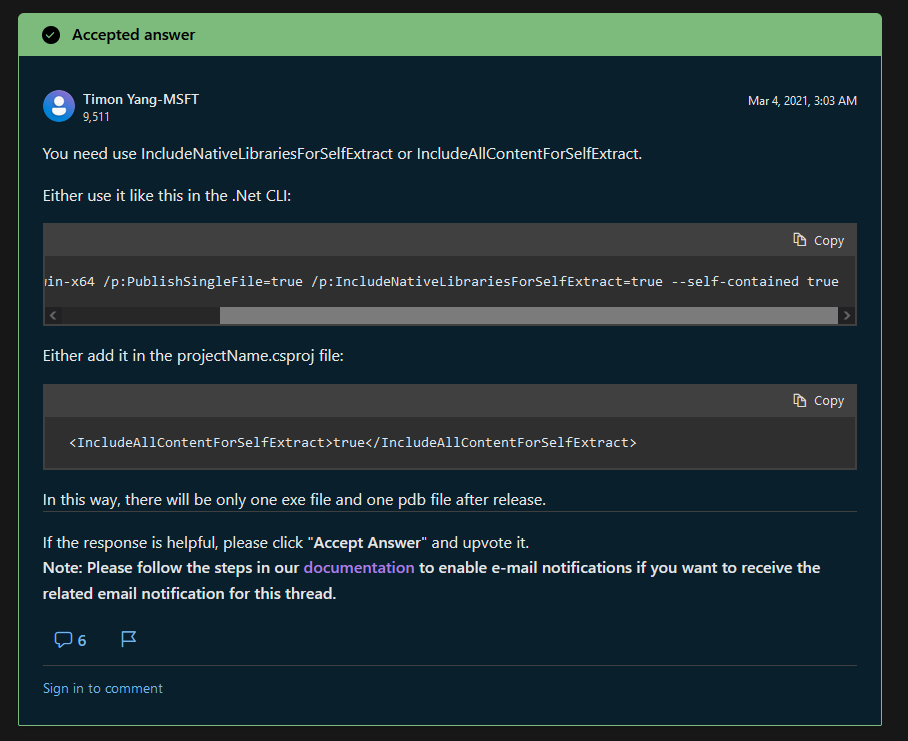 Accepted answer
Timon Yang-MSFT
Mar 4, 2021, 3:03 AM
9,511
You need use IncludeNativeLibrariesForSelfExtract or IncludeAllContentForSelfExtract.
Either use it like this in the .Net CLI:
Copy
in-x64 /p:PublishSingleFile=true /p:IncludeNativeLibrariesForSelfExtract=true --self-contained true
Either add it in the projectName.csproj file:
Copy
<IncludeAllContentForSelfExtract>true</IncludeAllContentForSelfExtract>
In this way, there will be only one exe file and one pdb file after release.
If the response is helpful, please click "Accept Answer" and upvote it.
Note: Please follow the steps in our documentation to enable e-mail notifications if you want to receive the
related email notification for this thread.
6
Sign in to comment